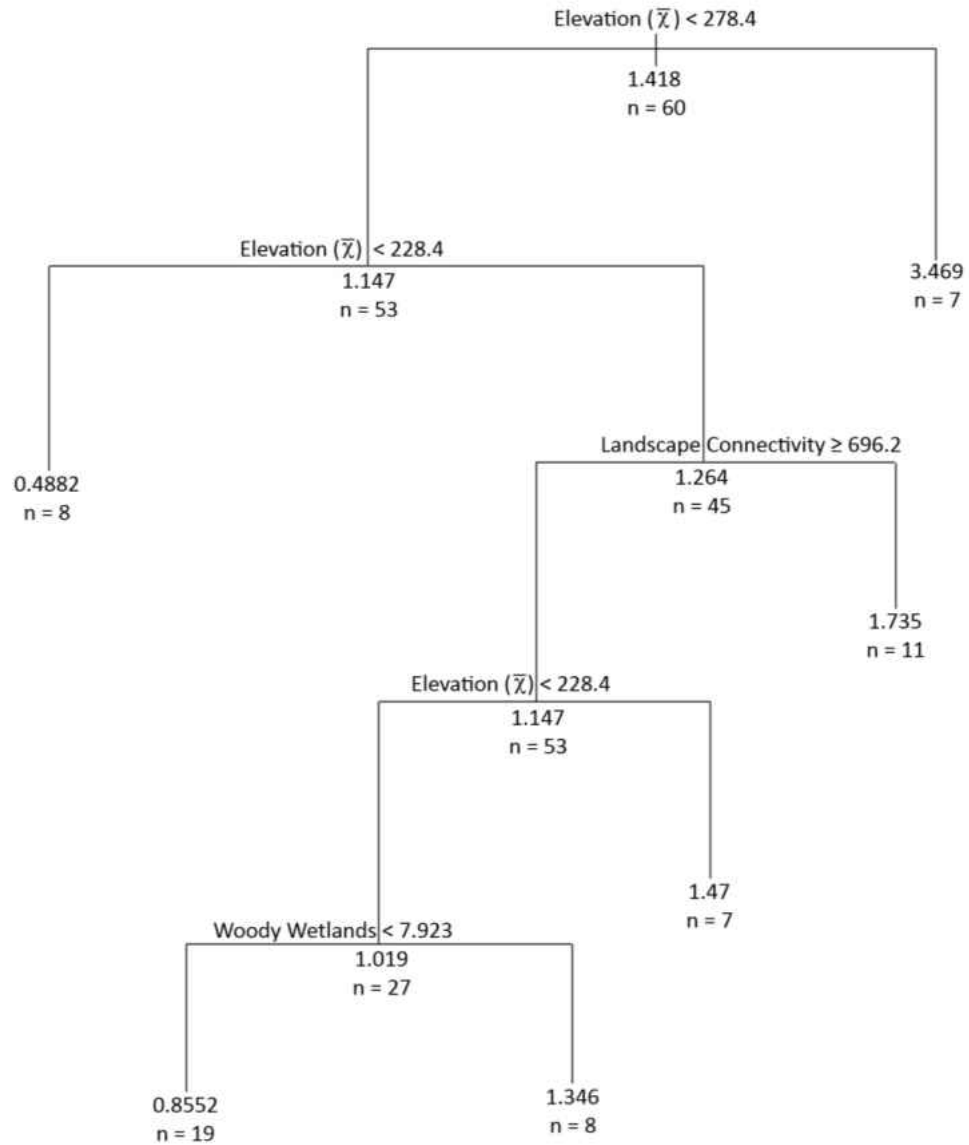 Elevation (χ̅) < 278.4
1.418
n = 60
Elevation (χ̅) < 228.4
1.147
n = 53
3.469
n = 7
Landscape Connectivity ≥ 696.2
1.264
n = 45
0.4882
n = 8
1.735
n = 11
Elevation (χ̅) < 228.4
1.147
n = 53
1.47
n = 7
Woody Wetlands < 7.923
1.019
n = 27
0.8552
n = 19
1.346
n = 8